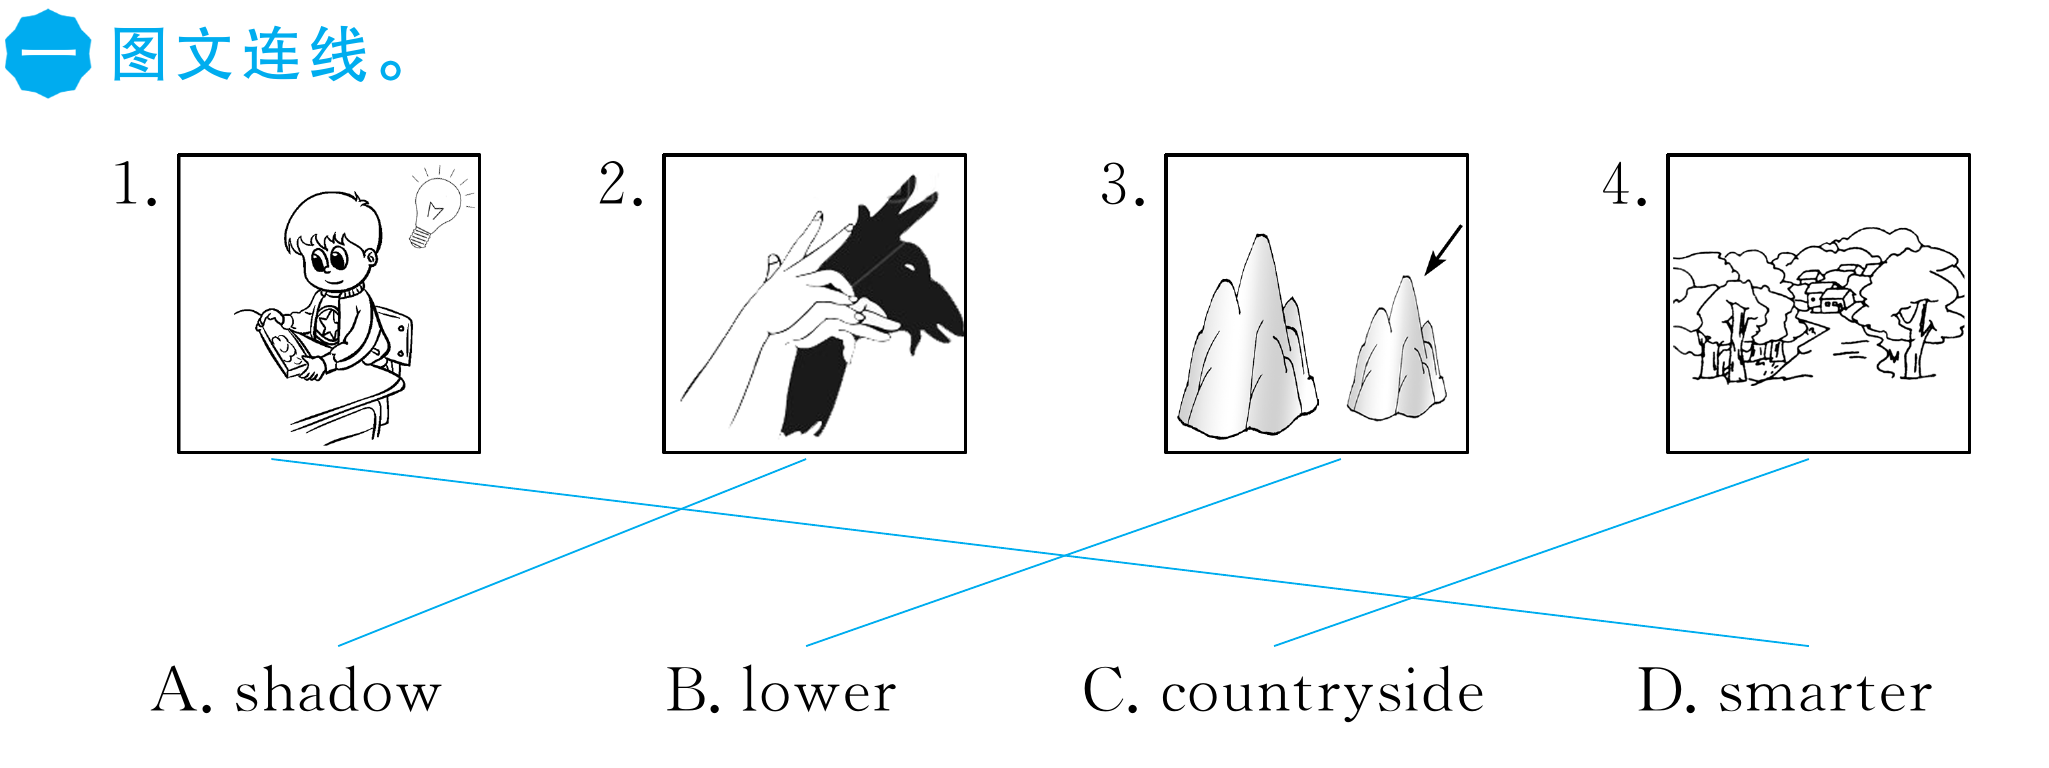 一 图文连线。
1. 2. 3. 4.
A. shadow B. lower C. countryside D. smarter